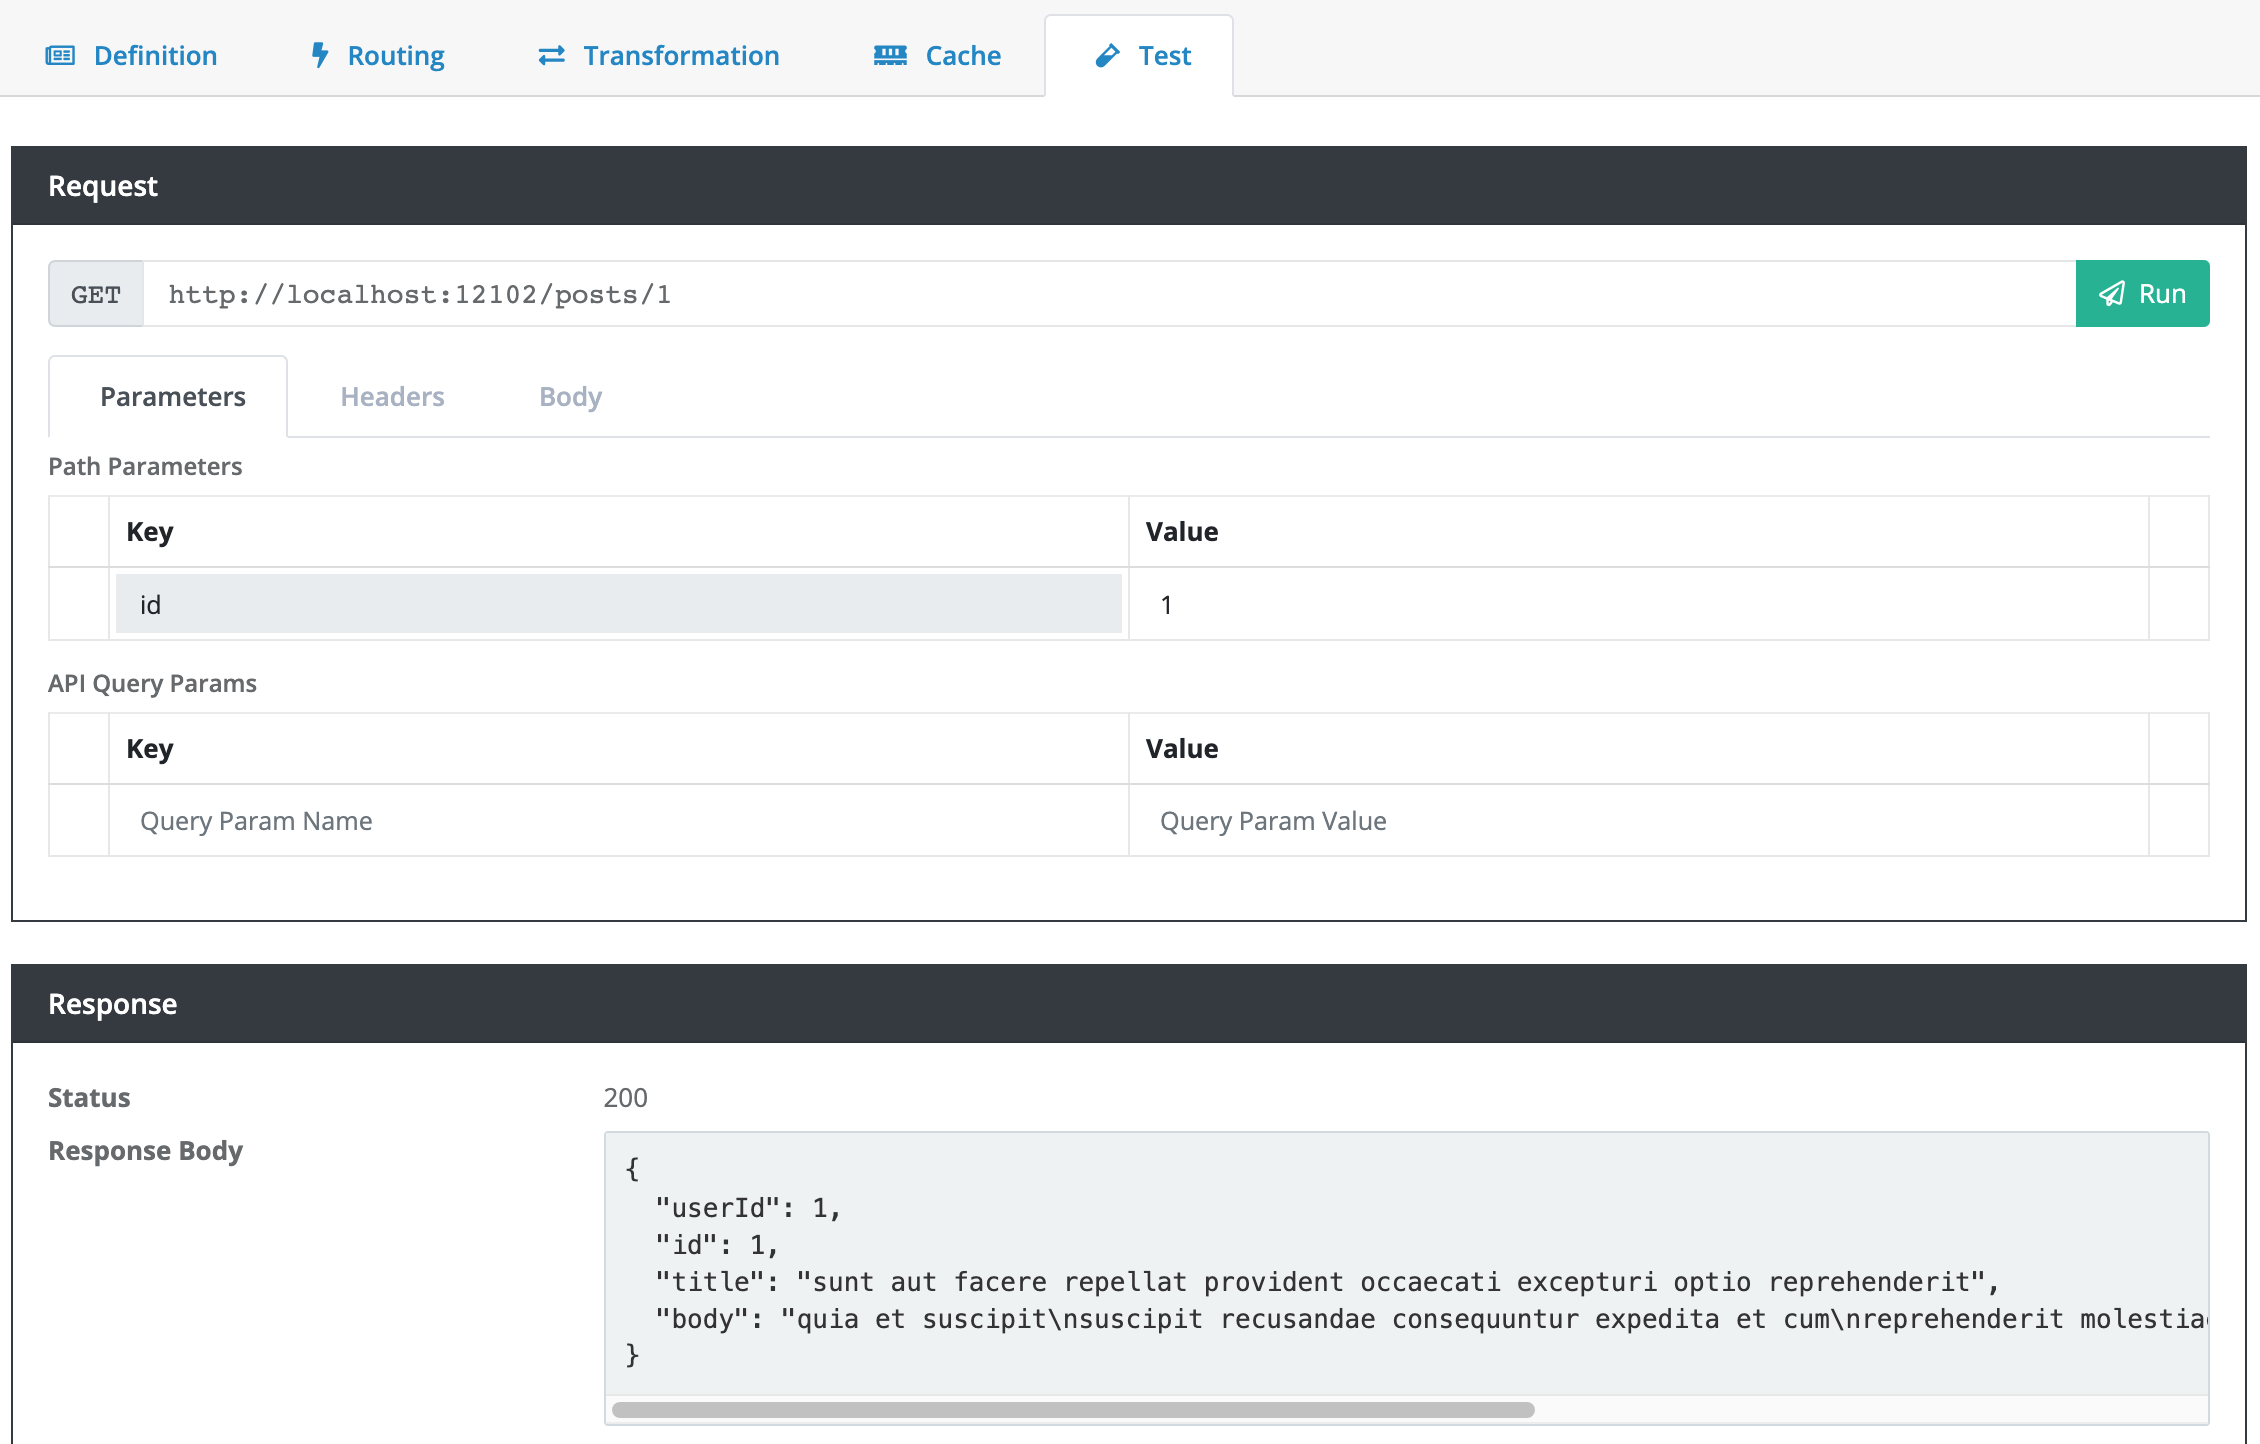 Definition Routing Transformation Cache Test
Request
GET http://localhost:12102/posts/1 Run
Parameters Headers Body
Path Parameters
Key Value
id 1
API Query Params
Key Value
Query Param Name Query Param Value
Response
Status 200
Response Body
{
"userId": 1,
"id": 1,
"title": "sunt aut facere repellat provident occaecati excepturi optio reprehenderit",
"body": "quia et suscipit\nsuscipit recusandae consequuntur expedita et cum\nreprehenderit molestia
}